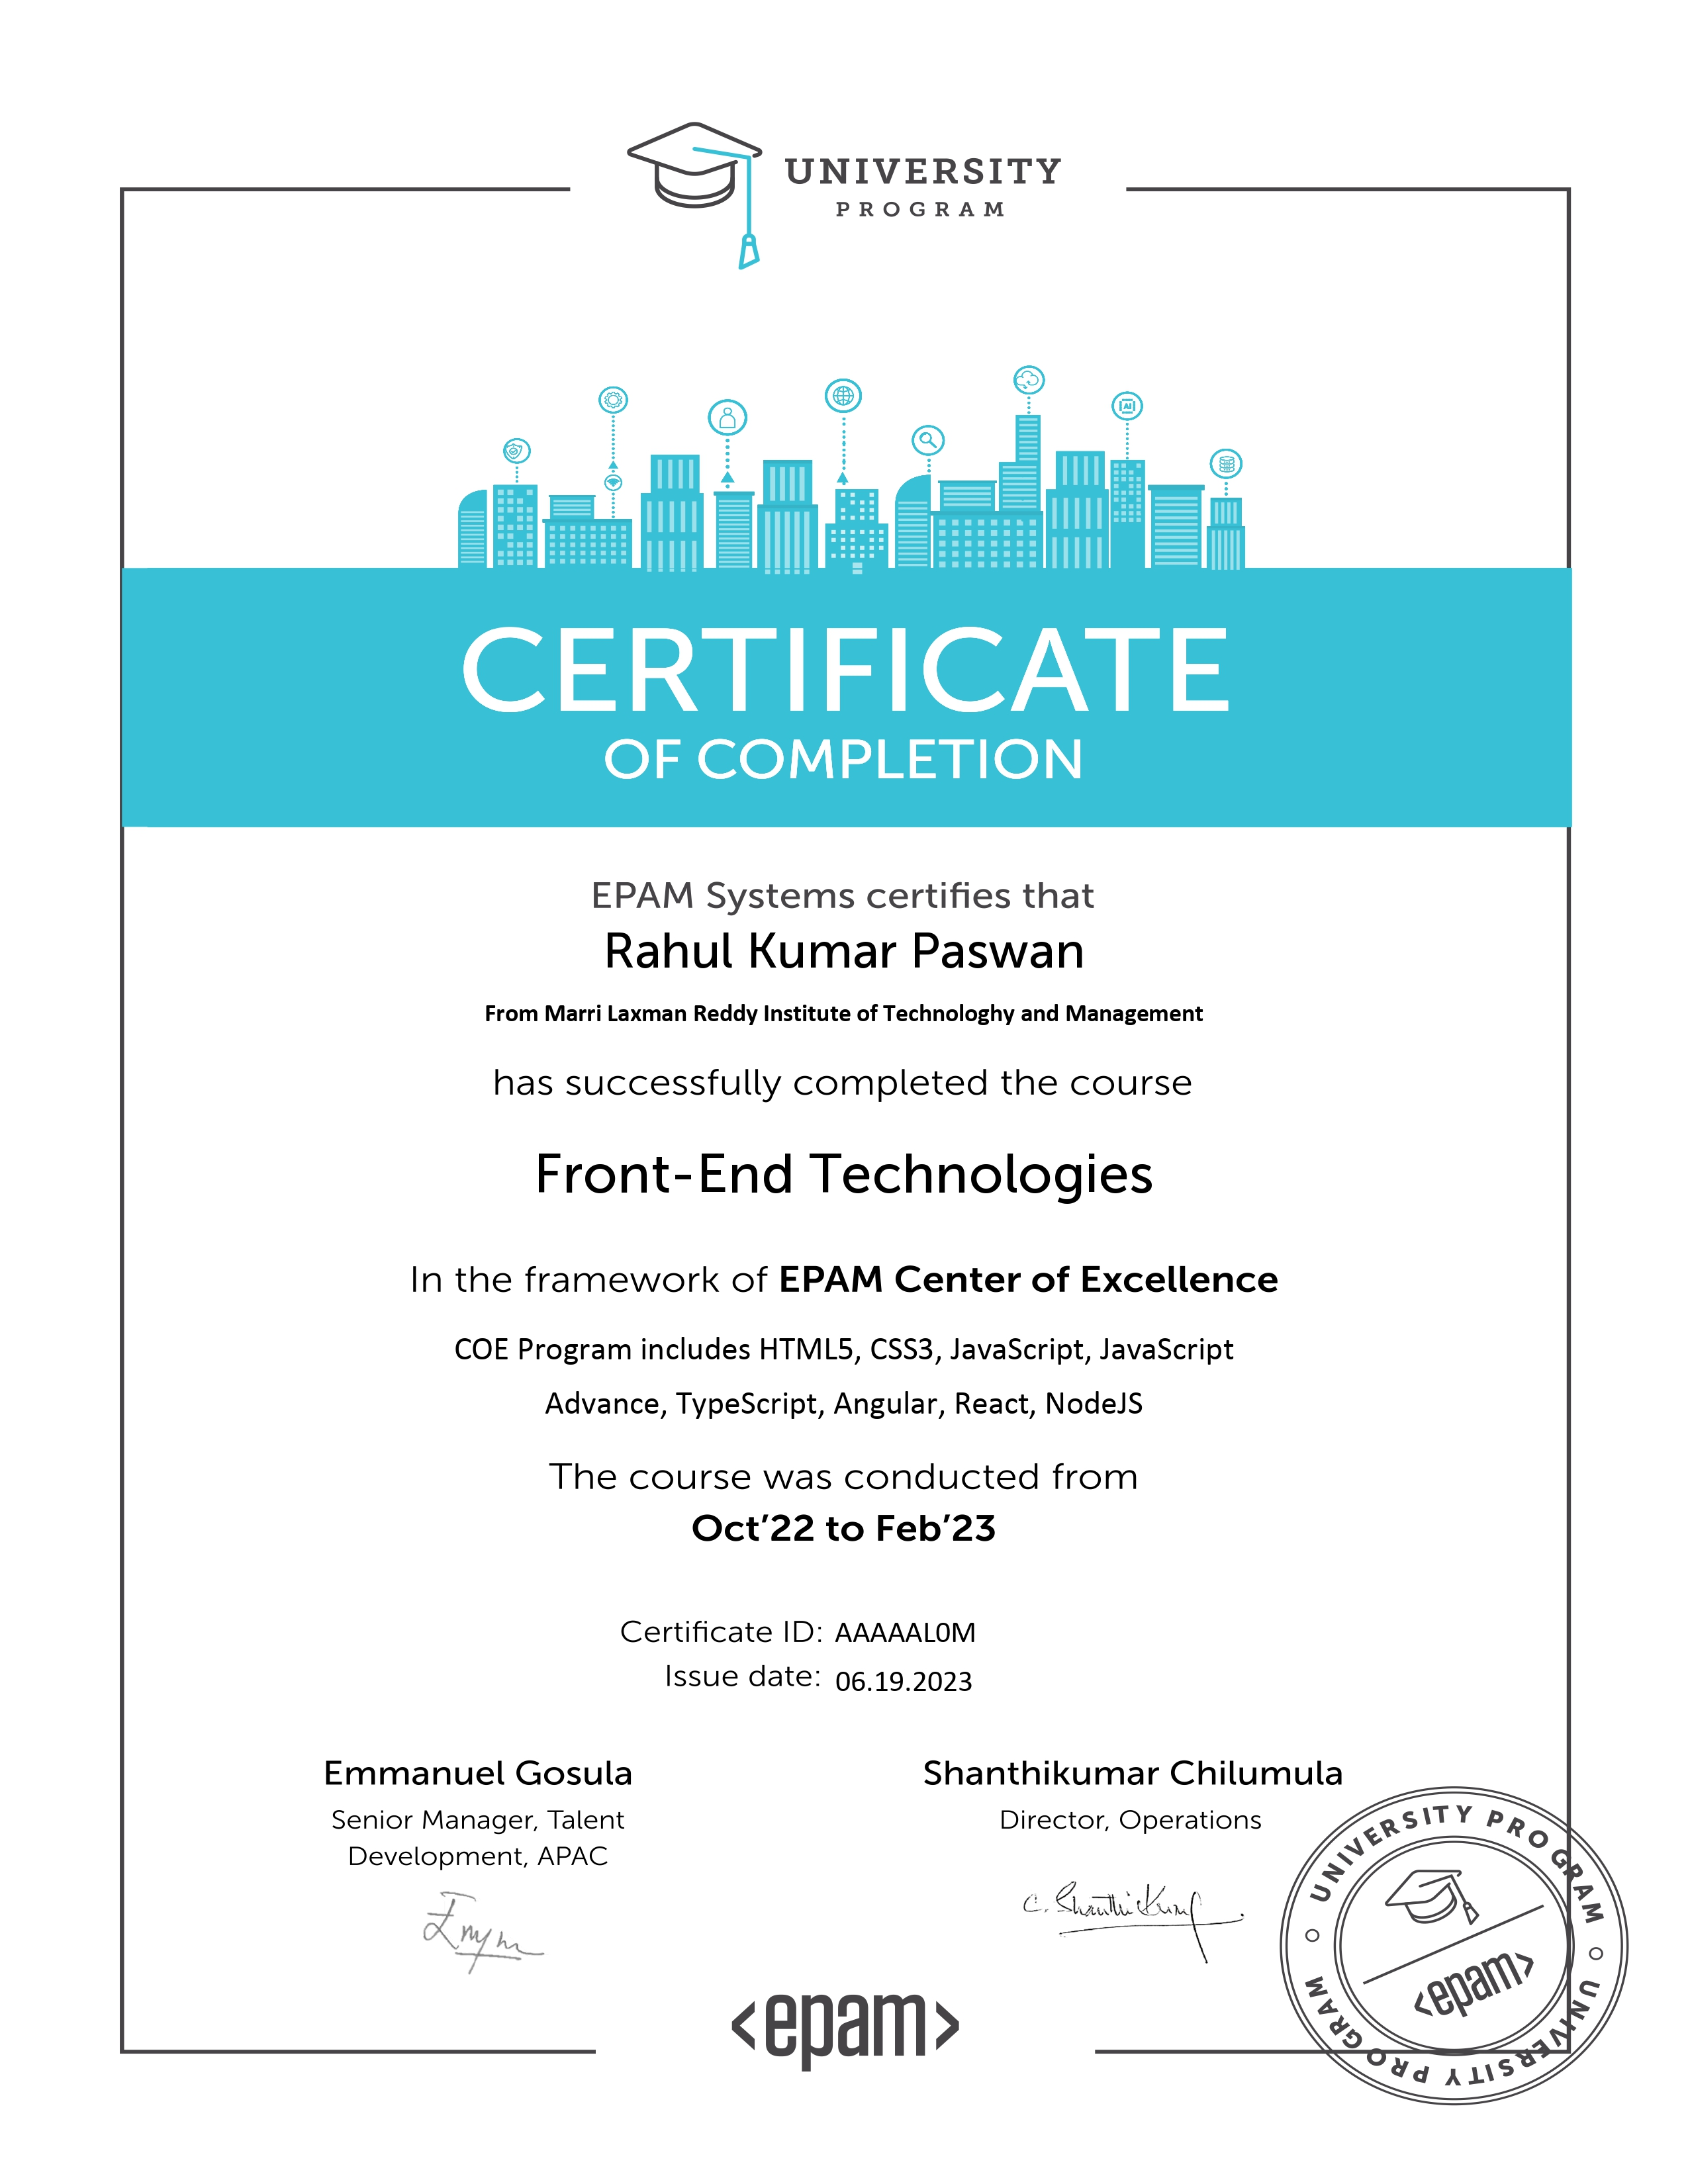 UNIVERSITY
PROGRAM
AI
CERTIFICATE
OF COMPLETION
EPAM Systems certifies that
Rahul Kumar Paswan
From Marri Laxman Reddy Institute of Technologhy and Management
has successfully completed the course
Front-End Technologies
In the framework of EPAM Center of Excellence
COE Program includes HTML5, CSS3, JavaScript, JavaScript
Advance, TypeScript, Angular, React, NodeJS
The course was conducted from
Oct’22 to Feb’23
Certificate ID: AAAAAL0M
Issue date: 06.19.2023
Emmanuel Gosula
Senior Manager, Talent
Development, APAC
Shanthikumar Chilumula
Director, Operations
C. Shanthi Kumar
<epam>
UNIVERSITY PROGRAM
<epam>
UNIVERSITY PROGRAM